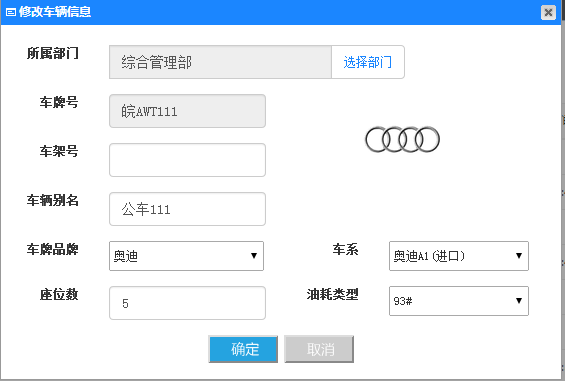 修改车辆信息
所属部门 综合管理部 选择部门
车牌号 皖AWT111
车架号
车辆别名 公车111
车牌品牌 奥迪 车系 奥迪A1(进口)
座位数 5 油耗类型 93#
确定 取消